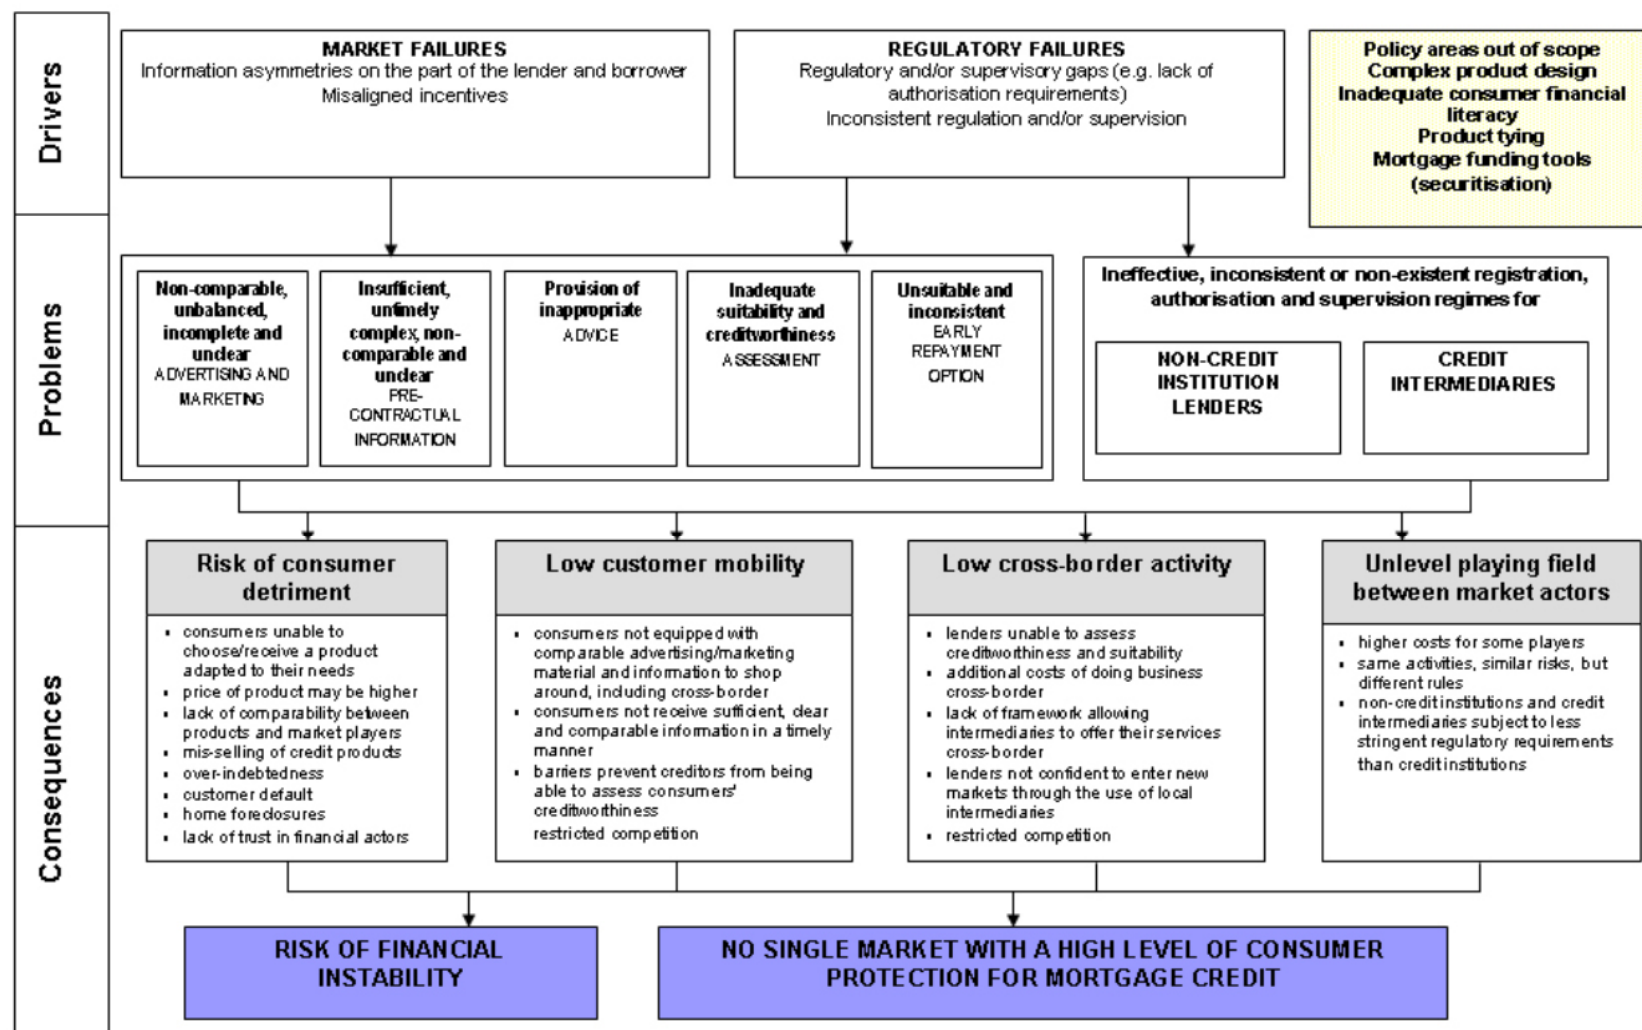 Drivers
MARKET FAILURES
Information asymmetries on the part of the lender and borrower
Misaligned incentives
REGULATORY FAILURES
Regulatory and/or supervisory gaps (e.g. lack of
authorisation requirements)
Inconsistent regulation and/or supervision
Policy areas out of scope
Complex product design
Inadequate consumer financial
literacy
Product tying
Mortgage funding tools
(securitisation)
Problems
Non-comparable,
unbalanced,
incomplete and
unclear
ADVERTISING AND
MARKETING
Insufficient,
untimely
complex, non-
comparable and
unclear
PRE-
CONTRACTUAL
INFORMATION
Provision of
inappropriate
ADVICE
Inadequate
suitability and
creditworthiness
ASSESSMENT
Unsuitable and
inconsistent
EARLY
REPAYMENT
OPTION
Ineffective, inconsistent or non-existent registration,
authorisation and supervision regimes for
NON-CREDIT
INSTITUTION
LENDERS
CREDIT
INTERMEDIARIES
Consequences
Risk of consumer
detriment
▪ consumers unable to
choose/receive a product
adapted to their needs
▪ price of product may be higher
▪ lack of comparability between
products and market players
▪ mis-selling of credit products
▪ over-indebtedness
▪ customer default
▪ home foreclosures
▪ lack of trust in financial actors
Low customer mobility
▪ consumers not equipped with
comparable advertising/marketing
material and information to shop
around, including cross-border
▪ consumers not receive sufficient, clear
and comparable information in a timely
manner
▪ barriers prevent creditors from being
able to assess consumers'
creditworthiness
restricted competition
Low cross-border activity
▪ lenders unable to assess
creditworthiness and suitability
▪ additional costs of doing business
cross-border
▪ lack of framework allowing
intermediaries to offer their services
cross-border
▪ lenders not confident to enter new
markets through the use of local
intermediaries
▪ restricted competition
Unlevel playing field
between market actors
▪ higher costs for some players
▪ same activities, similar risks, but
different rules
▪ non-credit institutions and credit
intermediaries subject to less
stringent regulatory requirements
than credit institutions
RISK OF FINANCIAL
INSTABILITY
NO SINGLE MARKET WITH A HIGH LEVEL OF CONSUMER
PROTECTION FOR MORTGAGE CREDIT